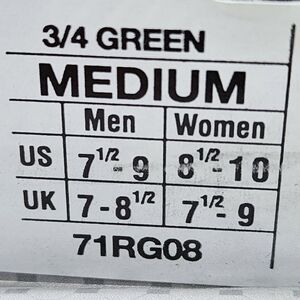 3/4 GREEN
MEDIUM
Men Women
US 7 1/2 - 9 8 1/2 - 10
UK 7 - 8 1/2 7 1/2 - 9
71RG08